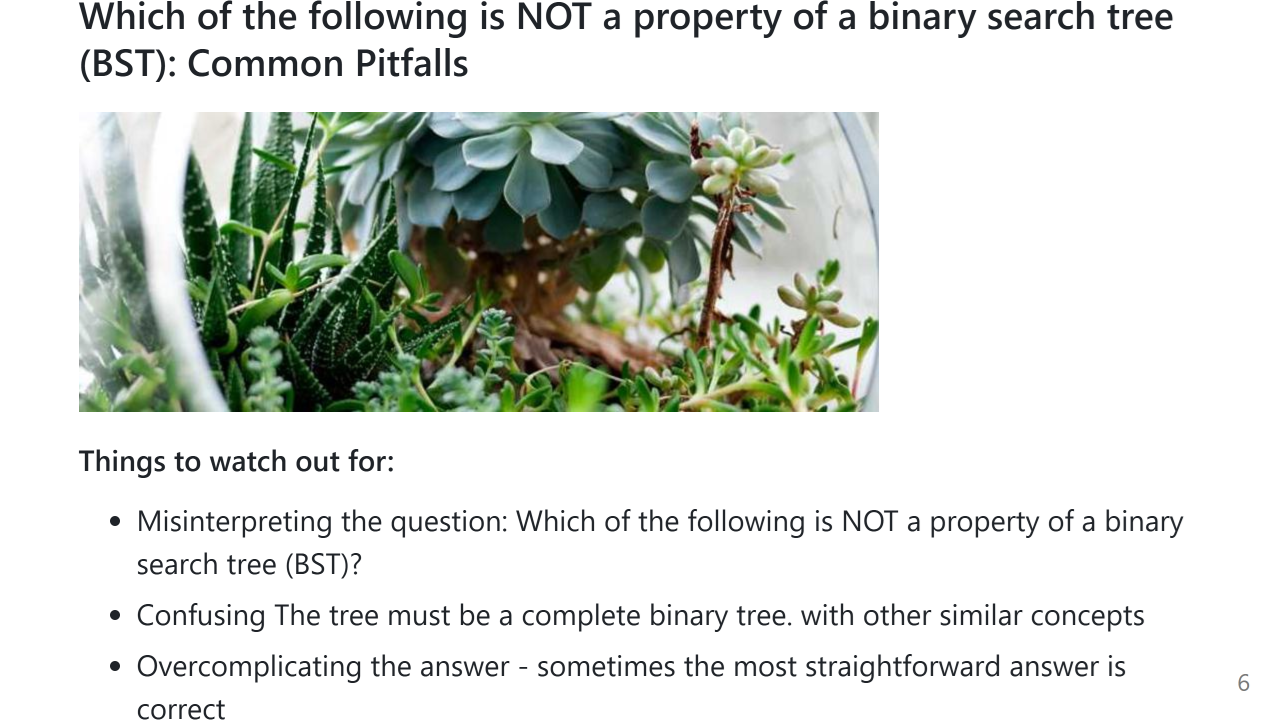 Which of the following is NOT a property of a binary search tree
(BST): Common Pitfalls
Things to watch out for:
Misinterpreting the question: Which of the following is NOT a property of a binary
search tree (BST)?
Confusing The tree must be a complete binary tree. with other similar concepts
Overcomplicating the answer - sometimes the most straightforward answer is
correct
6